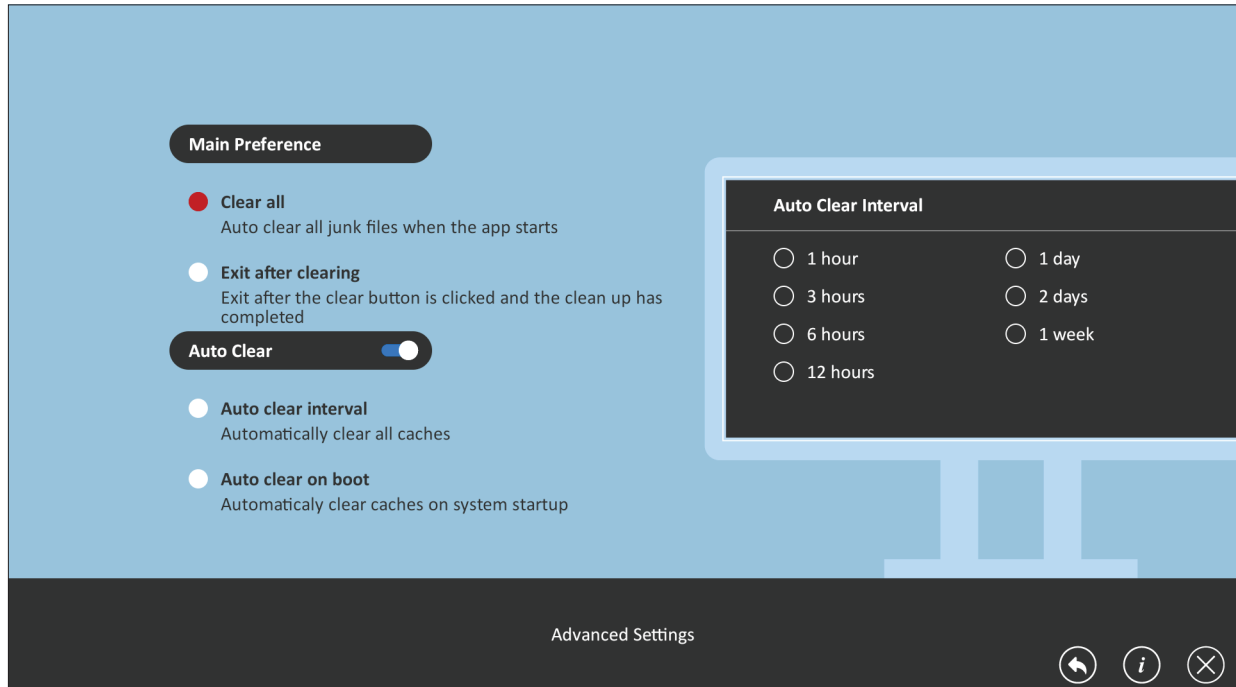 Main Preference
Clear all
Auto clear all junk files when the app starts
Exit after clearing
Exit after the clear button is clicked and the clean up has
completed
Auto Clear
Auto clear interval
Automatically clear all caches
Auto clear on boot
Automaticaly clear caches on system startup
Auto Clear Interval
1 hour
3 hours
6 hours
12 hours
1 day
2 days
1 week
Advanced Settings
i